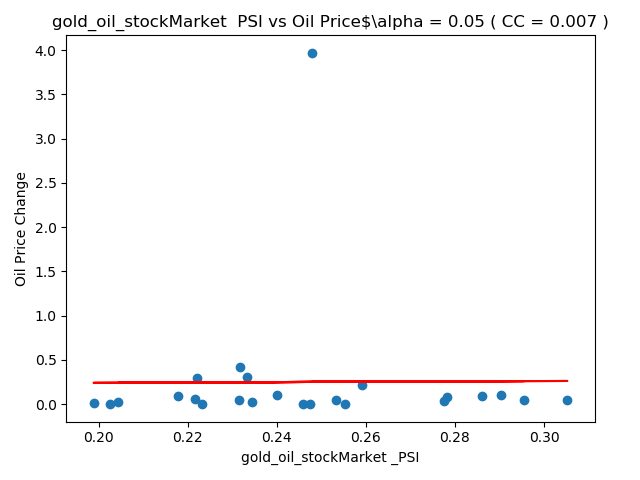 gold_oil_stockMarket  PSI vs Oil Price$\alpha = 0.05 ( CC = 0.007 )
4.0
3.5
3.0
2.5
2.0
1.5
1.0
0.5
0.0
Oil Price Change
0.20 0.22 0.24 0.26 0.28 0.30
gold_oil_stockMarket _PSI